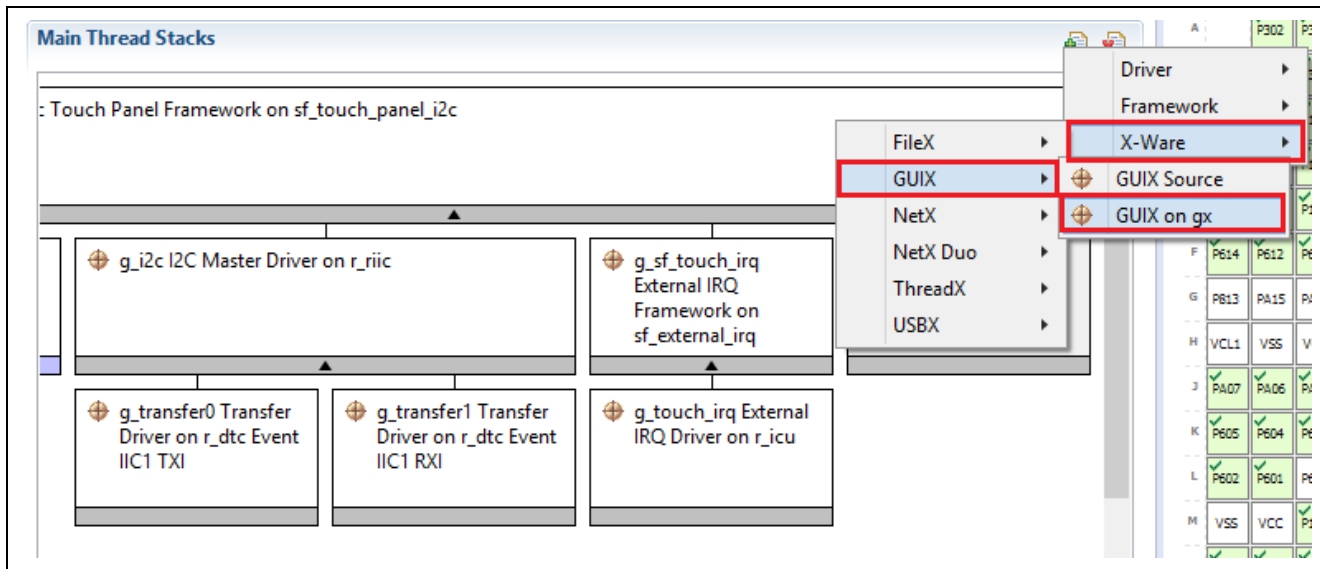 Main Thread Stacks
: Touch Panel Framework on sf_touch_panel_i2c
Driver
Framework
X-Ware
FileX
GUIX
NetX
NetX Duo
ThreadX
USBX
GUIX Source
GUIX on gx
g_i2c I2C Master Driver on r_riic
g_sf_touch_irq
External IRQ
Framework on
sf_external_irq
g_transfer0 Transfer
Driver on r_dtc Event
IIC1 TXI
g_transfer1 Transfer
Driver on r_dtc Event
IIC1 RXI
g_touch_irq External
IRQ Driver on r_icu
A P302
F P614 P612
G P813 PA15
H VCL1 VSS
J PA07 PA06
K P605 P604
L P602 P601
M VSS VCC